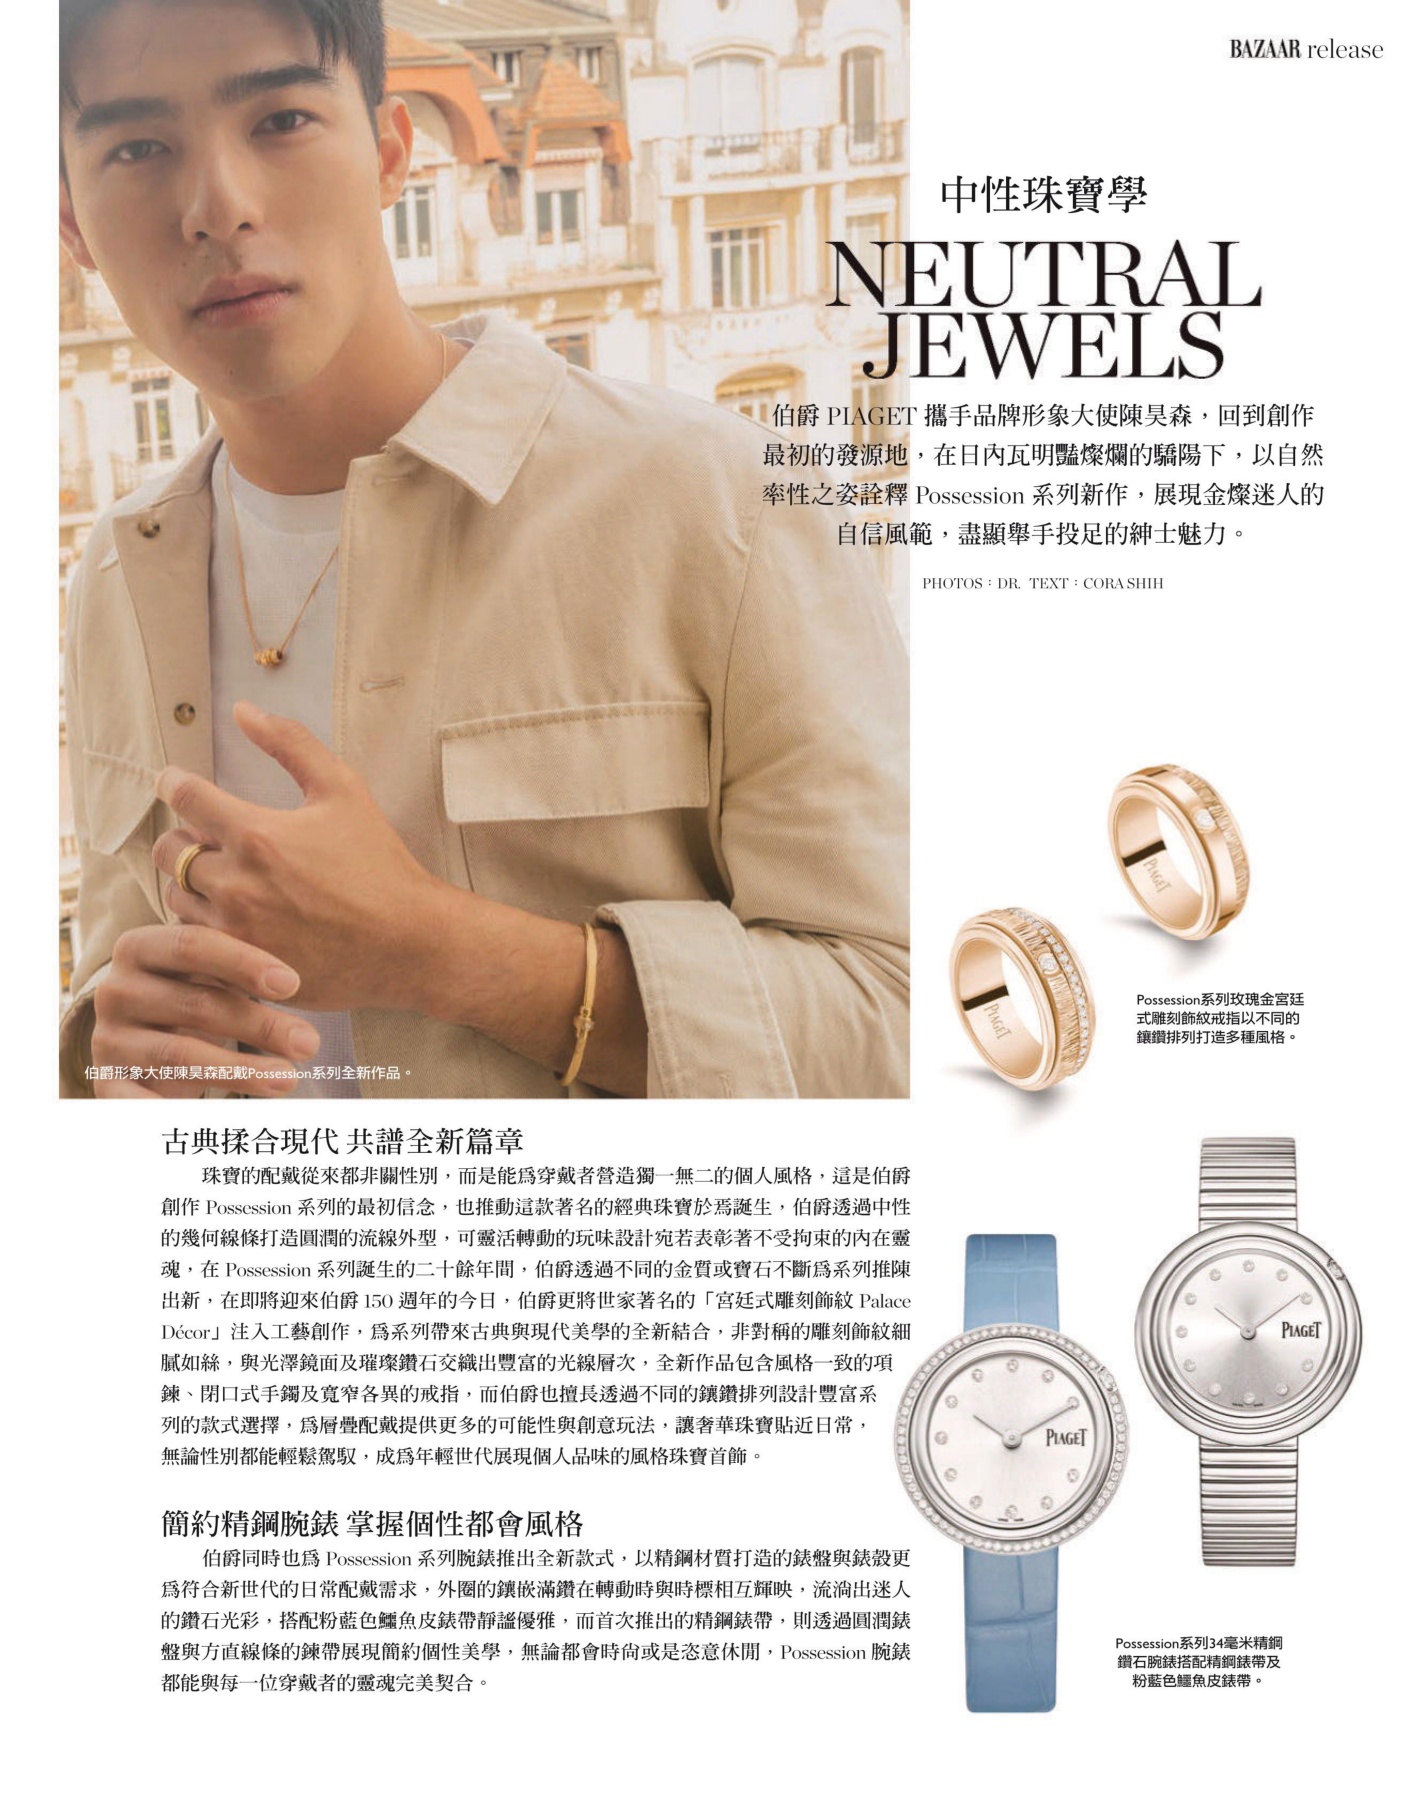 BAZAAR release
中性珠寶學
NEUTRAL
JEWELS
伯爵 PIAGET 攜手品牌形象大使陳昊森，回到創作
最初的發源地，在日內瓦明豔燦爛的驕陽下，以自然
率性之姿詮釋 Possession 系列新作，展現金燦迷人的
自信風範，盡顯舉手投足的紳士魅力。
PHOTOS：DR. TEXT：CORA SHIH
PIAGET
PIAGET
Possession系列玫瑰金宮廷
式雕刻飾紋戒指以不同的
鑲鑽排列打造多種風格。
伯爵形象大使陳昊森配戴Possession系列全新作品。
古典揉合現代 共譜全新篇章
珠寶的配戴從來都非關性別，而是能爲穿戴者營造獨一無二的個人風格，這是伯爵
創作 Possession 系列的最初信念，也推動這款著名的經典珠寶於焉誕生，伯爵透過中性
的幾何線條打造圓潤的流線外型，可靈活轉動的玩味設計宛若表彰著不受拘束的內在靈
魂，在 Possession 系列誕生的二十餘年間，伯爵透過不同的金質或寶石不斷爲系列推陳
出新，在即將迎來伯爵 150 週年的今日，伯爵更將世家著名的「宮廷式雕刻飾紋 Palace
Décor」注入工藝創作，爲系列帶來古典與現代美學的全新結合，非對稱的雕刻飾紋細
膩如絲，與光澤鏡面及璀璨鑽石交織出豐富的光線層次，全新作品包含風格一致的項
鍊、閉口式手鐲及寬窄各異的戒指，而伯爵也擅長透過不同的鑲鑽排列設計豐富系
列的款式選擇，爲層疊配戴提供更多的可能性與創意玩法，讓奢華珠寶貼近日常，
無論性別都能輕鬆駕馭，成爲年輕世代展現個人品味的風格珠寶首飾。
簡約精鋼腕錶 掌握個性都會風格
伯爵同時也爲 Possession 系列腕錶推出全新款式，以精鋼材質打造的錶盤與錶殼更
爲符合新世代的日常配戴需求，外圈的鑲嵌滿鑽在轉動時與時標相互輝映，流淌出迷人
的鑽石光彩，搭配粉藍色鱷魚皮錶帶靜謐優雅，而首次推出的精鋼錶帶，則透過圓潤錶
盤與方直線條的鍊帶展現簡約個性美學，無論都會時尙或是恣意休閒，Possession 腕錶
都能與每一位穿戴者的靈魂完美契合。
PIAGET
PIAGET
Possession系列34毫米精鋼
鑽石腕錶搭配精鋼錶帶及
粉藍色鱷魚皮錶帶。